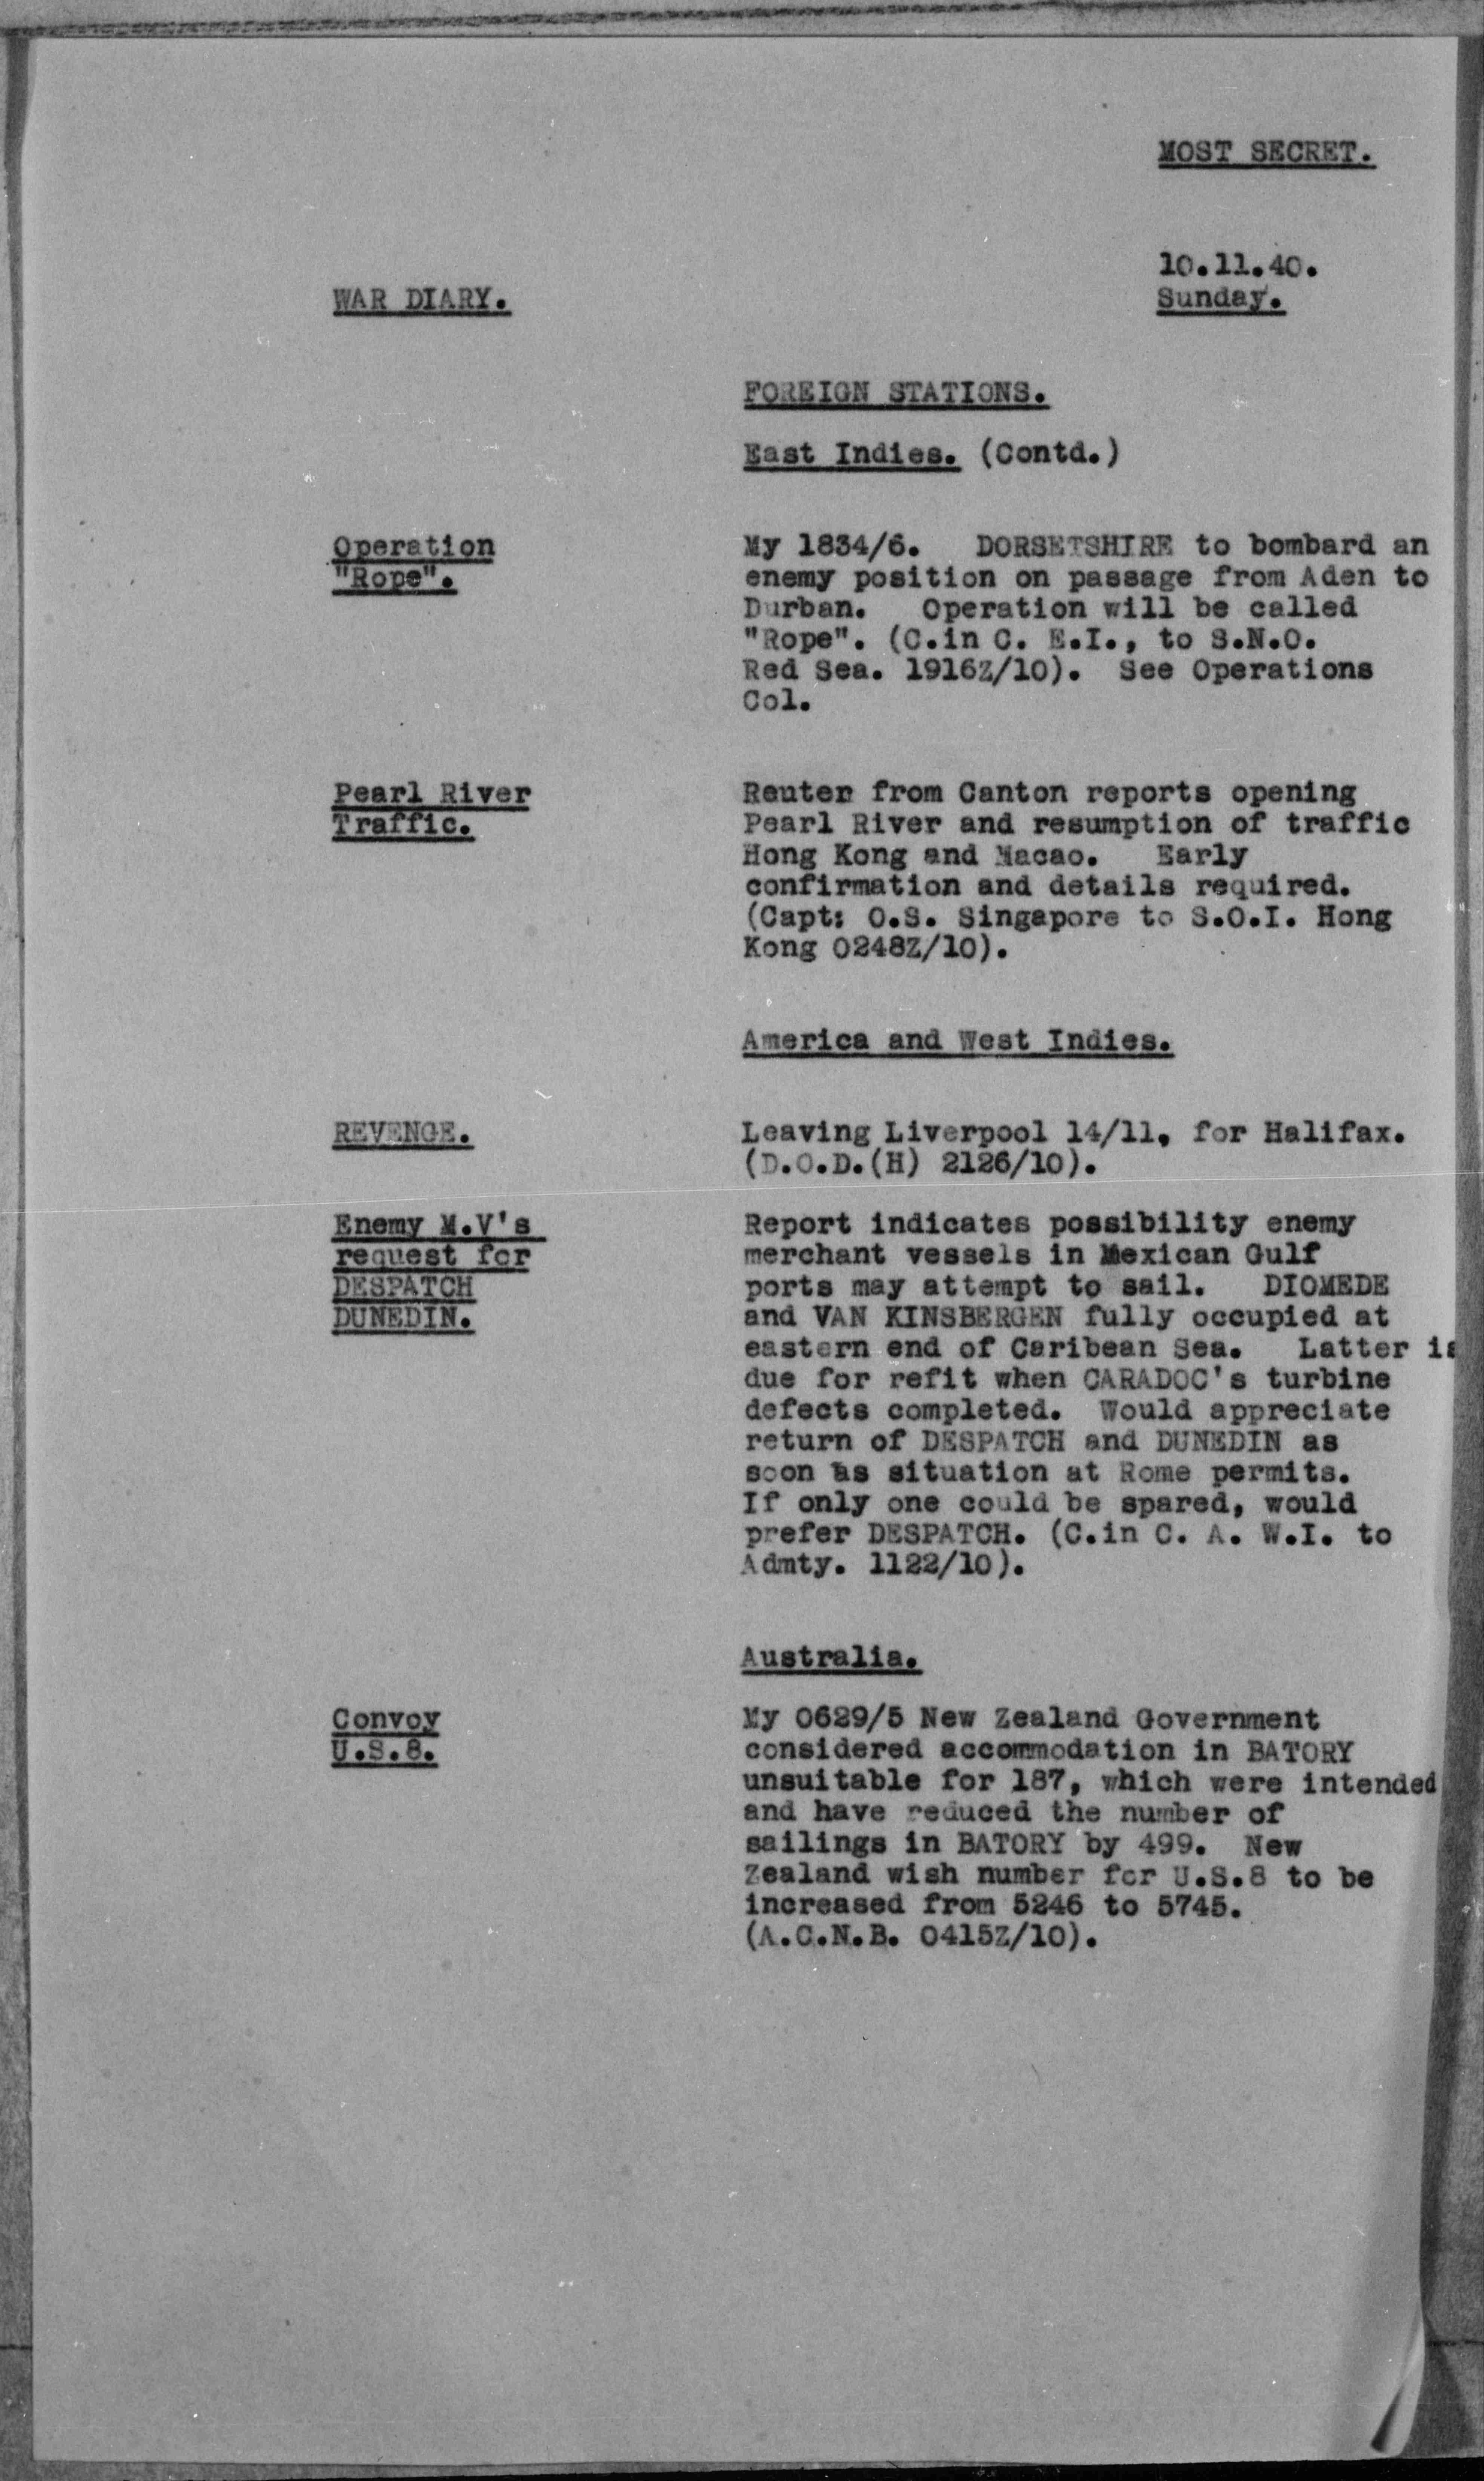 MOST SECRET.
10.11.40.
WAR DIARY.
Sunday.
FOREIGN STATIONS.
East Indies. (Contd.)
Operation
"Rope".
My 1834/6. DORSETSHIRE to bombard an
enemy position on passage from Aden to
Durban. Operation will be called
"Rope". (C.in C. E.I., to S.N.O.
Red Sea. 1916Z/10). See Operations
Col.
Pearl River
Traffic.
Reuter from Canton reports opening
Pearl River and resumption of traffic
Hong Kong and Macao. Early
confirmation and details required.
(Capt: O.S. Singapore to S.O.I. Hong
Kong 0248Z/10).
America and West Indies.
REVENGE.
Leaving Liverpool 14/11, for Halifax.
(D.O.D.(H) 2126/10).
Enemy M.V's
request for
DESPATCH
DUNEDIN.
Report indicates possibility enemy
merchant vessels in Mexican Gulf
ports may attempt to sail. DIOMEDE
and VAN KINSBERGEN fully occupied at
eastern end of Caribean Sea. Latter is
due for refit when CARADOC's turbine
defects completed. Would appreciate
return of DESPATCH and DUNEDIN as
soon as situation at Rome permits.
If only one could be spared, would
prefer DESPATCH. (C.in C. A. W.I. to
Admty. 1122/10).
Australia.
Convoy
U.S.8.
My 0629/5 New Zealand Government
considered accommodation in BATORY
unsuitable for 187, which were intended
and have reduced the number of
sailings in BATORY by 499. New
Zealand wish number for U.S.8 to be
increased from 5246 to 5745.
(A.C.N.B. 0415Z/10).